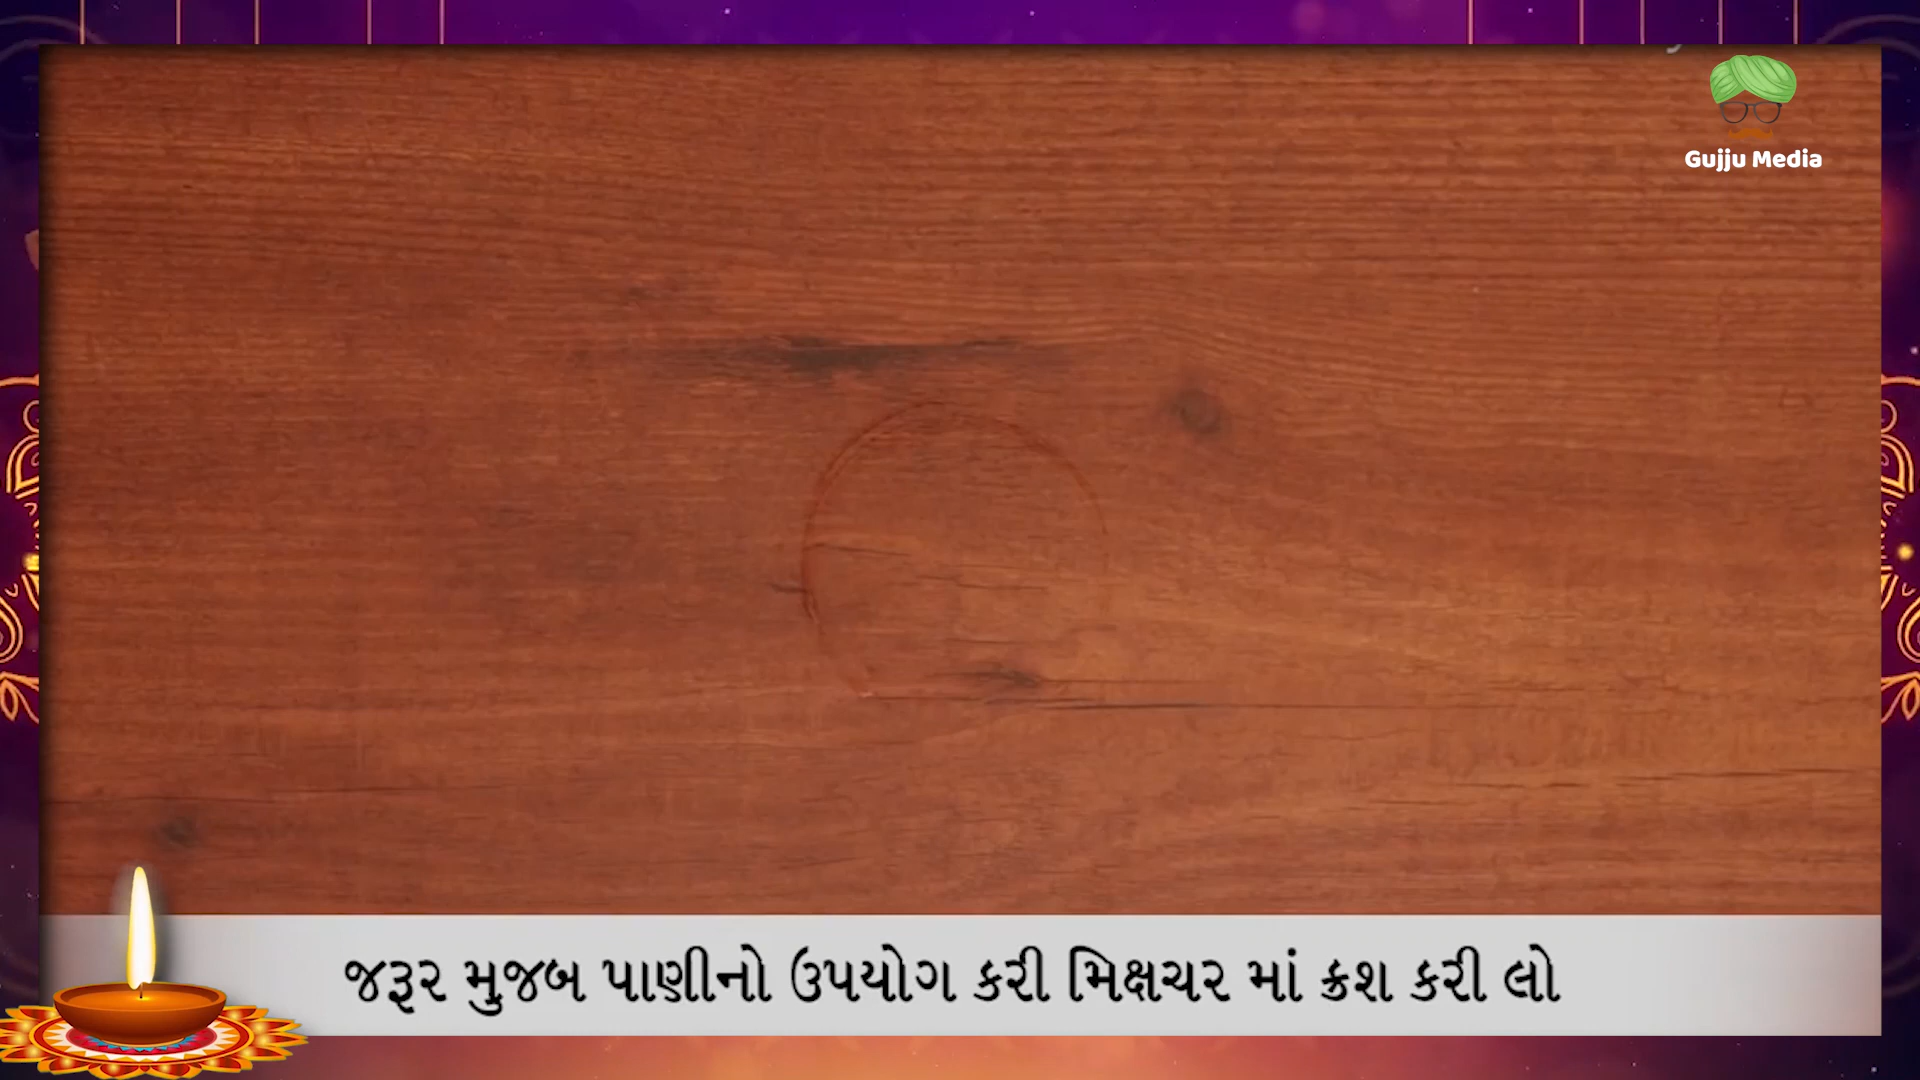 Gujju Media
જરૂર મુજબ પાણીનો ઉપયોગ કરી મિક્ષચર માં ક્રશ કરી લો